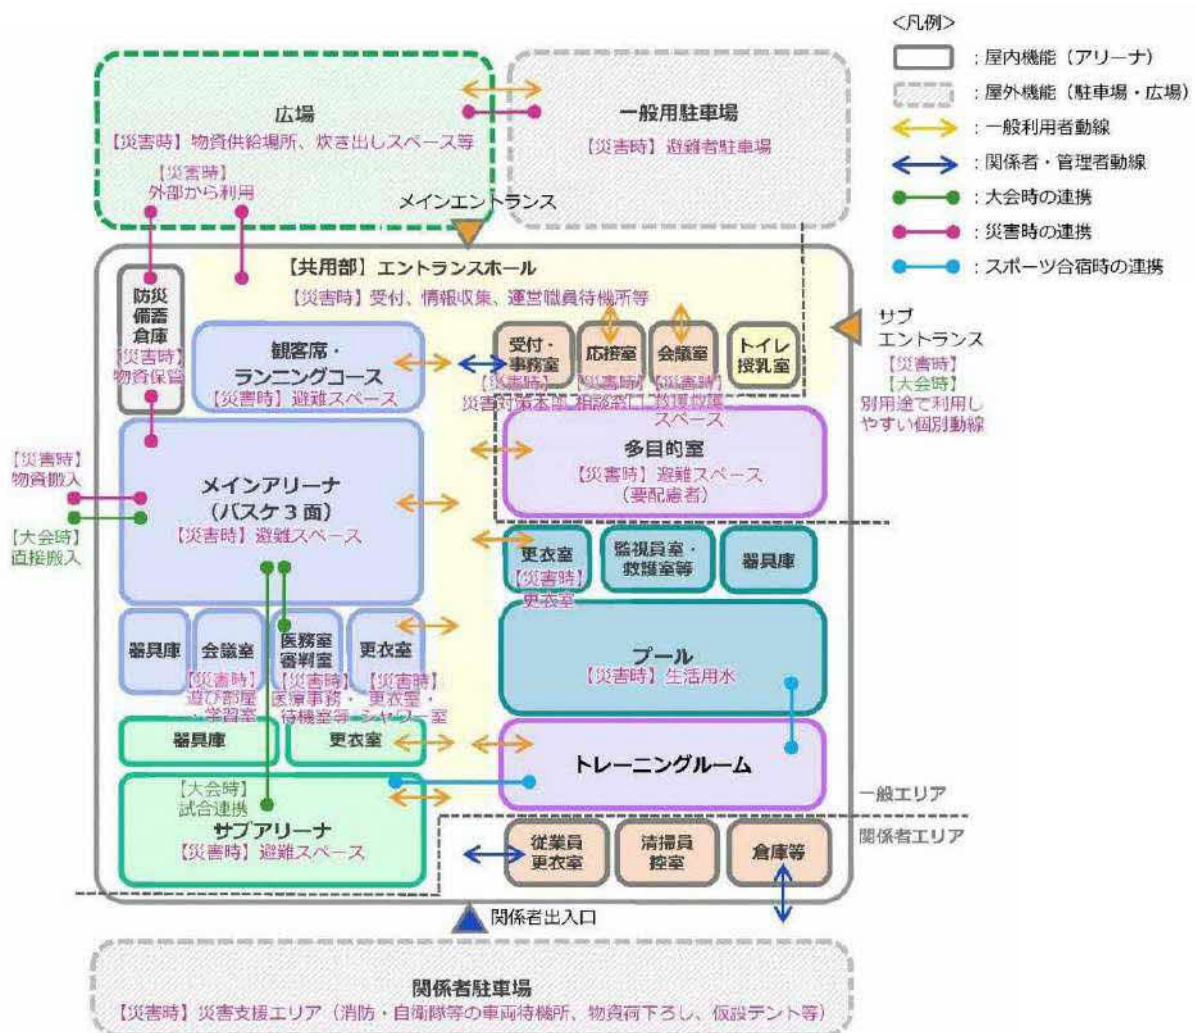 <凡例>
：屋内機能（アリーナ）
：屋外機能（駐車場・広場）
：一般利用者動線
：関係者・管理者動線
：大会時の連携
：災害時の連携
：スポーツ合宿時の連携
広場
【災害時】物資供給場所、炊き出しスペース等
【災害時】
外部から利用
一般用駐車場
【災害時】避難者駐車場
メインエントランス
【共用部】エントランスホール
【災害時】受付、情報収集、運営職員待機所等
防災
備蓄
倉庫
【災害時】
物資保管
観客席・
ランニングコース
【災害時】避難スペース
受付・
事務室
【災害時】
災害対策本部
応接室
【災害時】
相談窓口
会議室
【災害時】
救援救護
スペース
トイレ
授乳室
サブ
エントランス
【災害時】
【大会時】
別用途で利用し
やすい個別動線
多目的室
【災害時】避難スペース
（要配慮者）
【災害時】
物資搬入
【大会時】
直接搬入
メインアリーナ
（バスケ３面）
【災害時】避難スペース
更衣室
【災害時】
更衣室
監視員室・
救護室等
器具庫
器具庫
会議室
【災害時】
遊び部屋
・学習室
医務室
審判室
【災害時】
医療事務・
待機室等
更衣室
【災害時】
更衣室・
シャワー室
プール
【災害時】生活用水
器具庫
更衣室
トレーニングルーム
【大会時】
試合連携
サブアリーナ
【災害時】避難スペース
一般エリア
関係者エリア
従業員
更衣室
清掃員
控室
倉庫等
関係者出入口
関係者駐車場
【災害時】災害支援エリア（消防・自衛隊等の車両待機所、物資荷下ろし、仮設テント等）